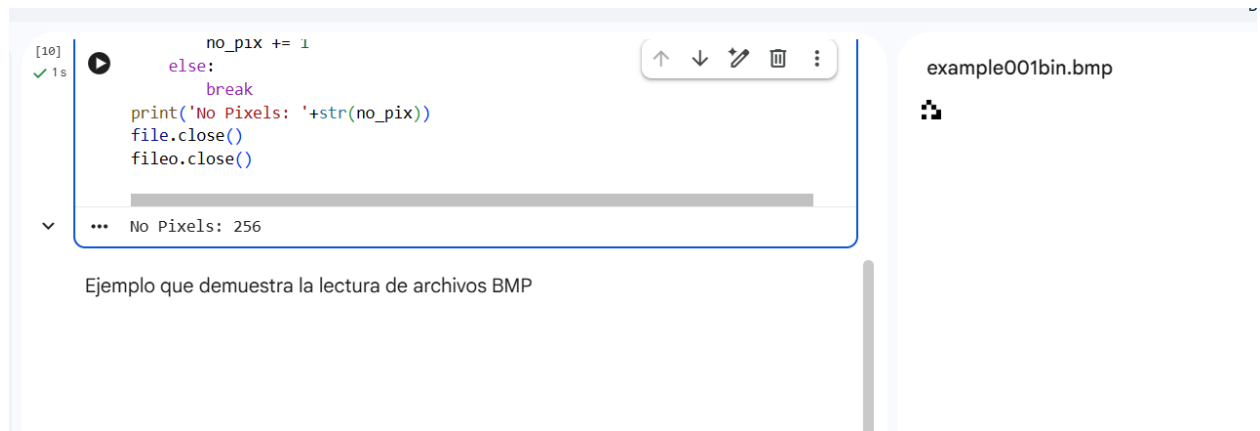 [10]
1 s
no_pix += 1
else:
break
print('No Pixels: '+str(no_pix))
file.close()
fileo.close()
No Pixels: 256
Ejemplo que demuestra la lectura de archivos BMP
example001bin.bmp